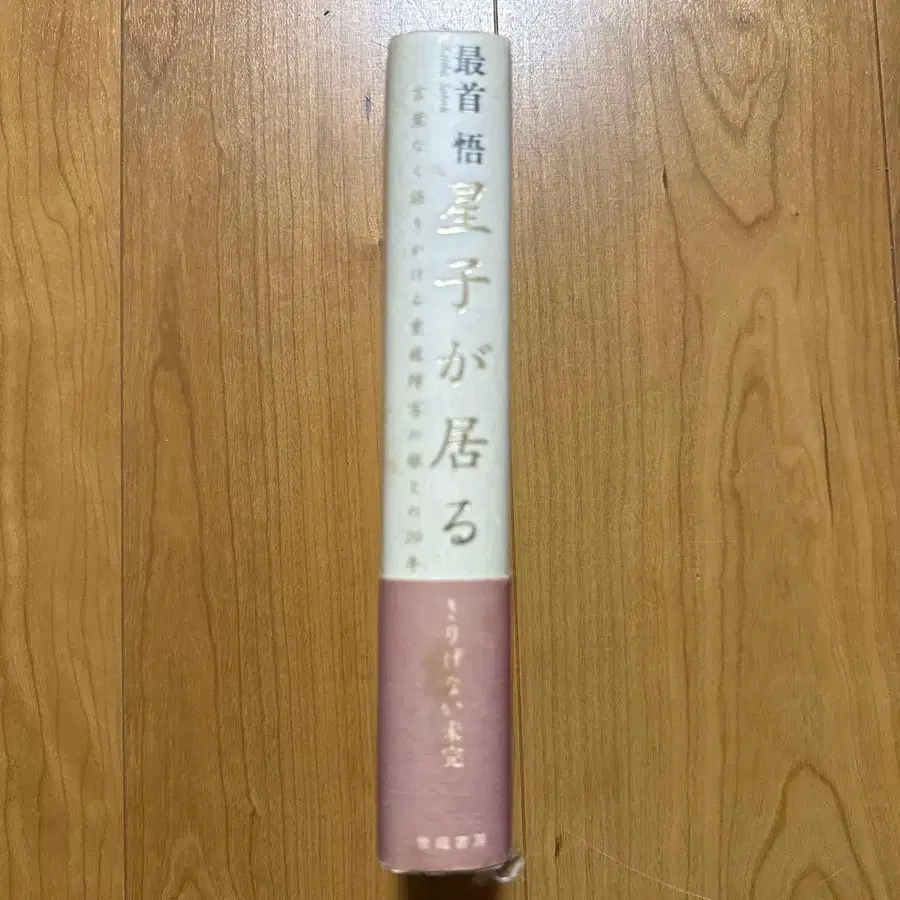 最首 悟
星子が居る
言葉なく語りかける重複障害の娘との20年
さりげない未完
世織書房